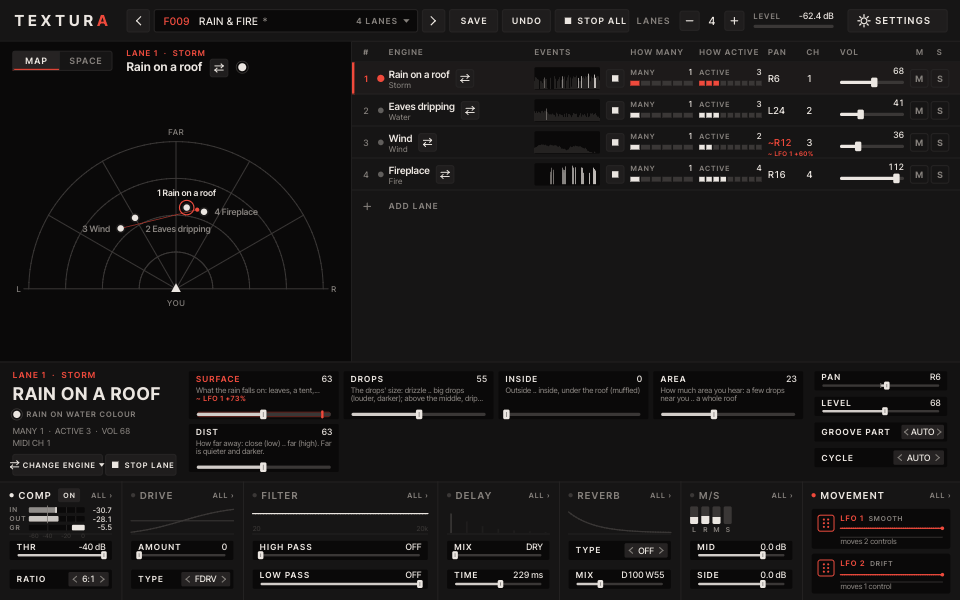 TEXTURA
F009 RAIN & FIRE * 4 LANES
SAVE
UNDO
STOP ALL
LANES − 4 +
LEVEL -62.4 dB
SETTINGS
MAP SPACE
LANE 1 · STORM
Rain on a roof
FAR
1 Rain on a roof
4 Fireplace
3 Wind
2 Eaves dripping
L
R
YOU
# ENGINE EVENTS HOW MANY HOW ACTIVE PAN CH VOL M S
1 Rain on a roof MANY 1 ACTIVE 3 R6 1 68 M S
Storm
2 Eaves dripping MANY 1 ACTIVE 3 L24 2 41 M S
Water
3 Wind MANY 1 ACTIVE 2 ~R12 3 36 M S
Wind ~ LFO 1 +60%
4 Fireplace MANY 1 ACTIVE 4 R16 4 112 M S
Fire
+ ADD LANE
LANE 1 · STORM
RAIN ON A ROOF
RAIN ON WATER COLOUR
MANY 1 · ACTIVE 3 · VOL 68
MIDI CH 1
CHANGE ENGINE
STOP LANE
SURFACE 63
What the rain falls on: leaves, a tent,...
~ LFO 1 +73%
DROPS 55
The drops' size: drizzle .. big drops
(louder, darker); above the middle, drip...
INSIDE 0
Outside .. inside, under the roof (muffled)
AREA 23
How much area you hear: a few drops
near you .. a whole roof
DIST 63
How far away: close (low) .. far (high). Far
is quieter and darker.
PAN R6
LEVEL 68
GROOVE PART < AUTO >
CYCLE < AUTO >
COMP ON ALL ›
IN -30.7
OUT -28.1
GR -5.5
-60 -40 -20 0
THR -40 dB
RATIO < 6:1 >
DRIVE ALL ›
AMOUNT 0
TYPE < FDRV >
FILTER ALL ›
20 20k
HIGH PASS OFF
LOW PASS OFF
DELAY ALL ›
MIX DRY
TIME 229 ms
REVERB ALL ›
TYPE < OFF >
MIX D100 W55
M/S ALL ›
L R M S
MID 0.0 dB
SIDE 0.0 dB
MOVEMENT ALL ›
LFO 1 SMOOTH
moves 2 controls
LFO 2 DRIFT
moves 1 control